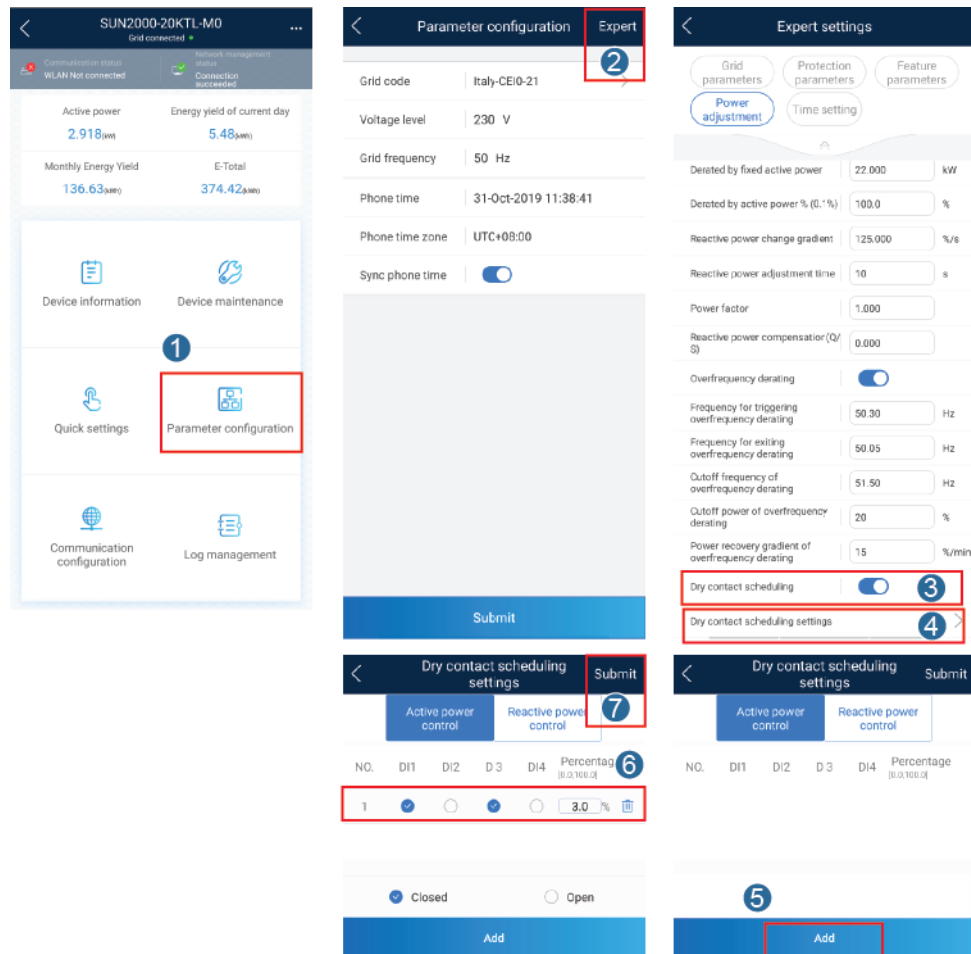 SUN2000-20KTL-M0
Grid connected
Communication status
WLAN Not connected
Network management
status
Connection
succeeded
Active power
2.918(kW)
Energy yield of current day
5.48(kWh)
Monthly Energy Yield
136.63(kWh)
E-Total
374.42(kWh)
Device information
Device maintenance
1
Quick settings
Parameter configuration
Communication
configuration
Log management
Parameter configuration
Expert
2
Grid code
Italy-CEI0-21
Voltage level
230 V
Grid frequency
50 Hz
Phone time
31-Oct-2019 11:38:41
Phone time zone
UTC+08:00
Sync phone time
Submit
Expert settings
Grid
parameters
Protection
parameters
Feature
parameters
Power
adjustment
Time setting
Derated by fixed active power
22.000
kW
Derated by active power % (0.1%)
100.0
%
Reactive power change gradient
125.000
%/s
Reactive power adjustment time
10
s
Power factor
1.000
Reactive power compensation(Q/
S)
0.000
Overfrequency derating
Frequency for triggering
overfrequency derating
50.30
Hz
Frequency for exiting
overfrequency derating
50.05
Hz
Cutoff frequency of
overfrequency derating
51.50
Hz
Cutoff power of overfrequency
derating
20
%
Power recovery gradient of
overfrequency derating
15
%/min
Dry contact scheduling
3
Dry contact scheduling settings
4
Dry contact scheduling
settings
Submit
7
Active power
control
Reactive power
control
NO. DI1 DI2 D 3 DI4 Percentag
[0.0,100.0]
6
1 3.0 %
Closed
Open
Add
Dry contact scheduling
settings
Submit
Active power
control
Reactive power
control
NO. DI1 DI2 D 3 DI4 Percentage
[0.0,100.0]
5
Add